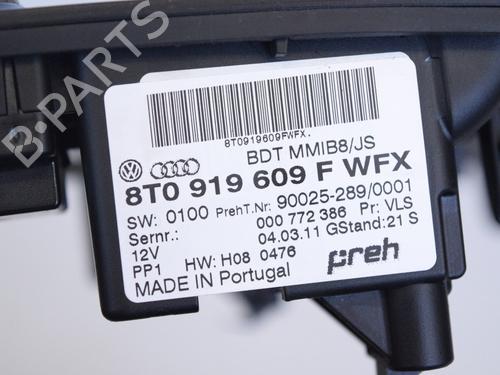 8T0919609FWFX.
BDT MMIB8/JS
8T0 919 609 F WFX
SW: 0100 PrehT.Nr: 90025-289/0001
Sernr.: 000 772 386 Pr: VLS
12V 04.03.11 GStand: 21 S
PP1 HW: H08 0476
MADE IN Portugal preh
B-PARTS